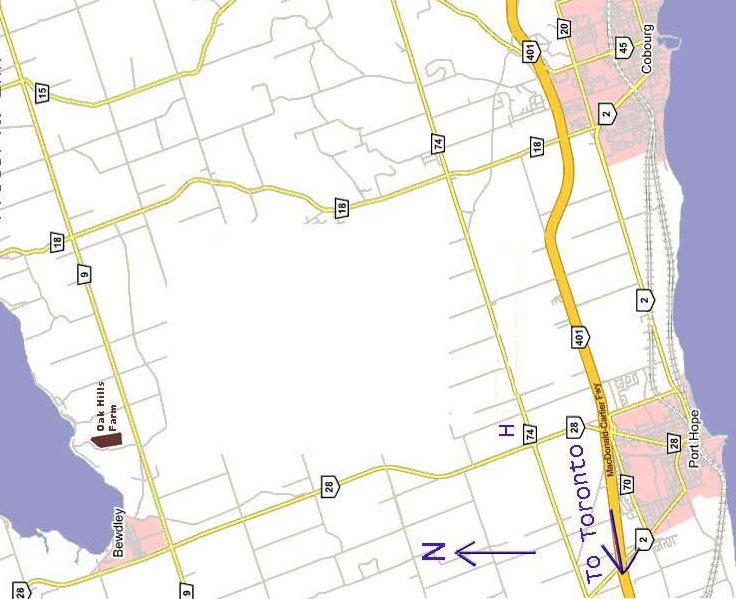 20
45
Cobourg
401
15
2
74
18
18
18
9
2
401
Oak Hills
Farm
MacDonald-Cartier Fwy
H
74
28
28
Port Hope
To Toronto
28
70
Bewdley
N
2
28
9